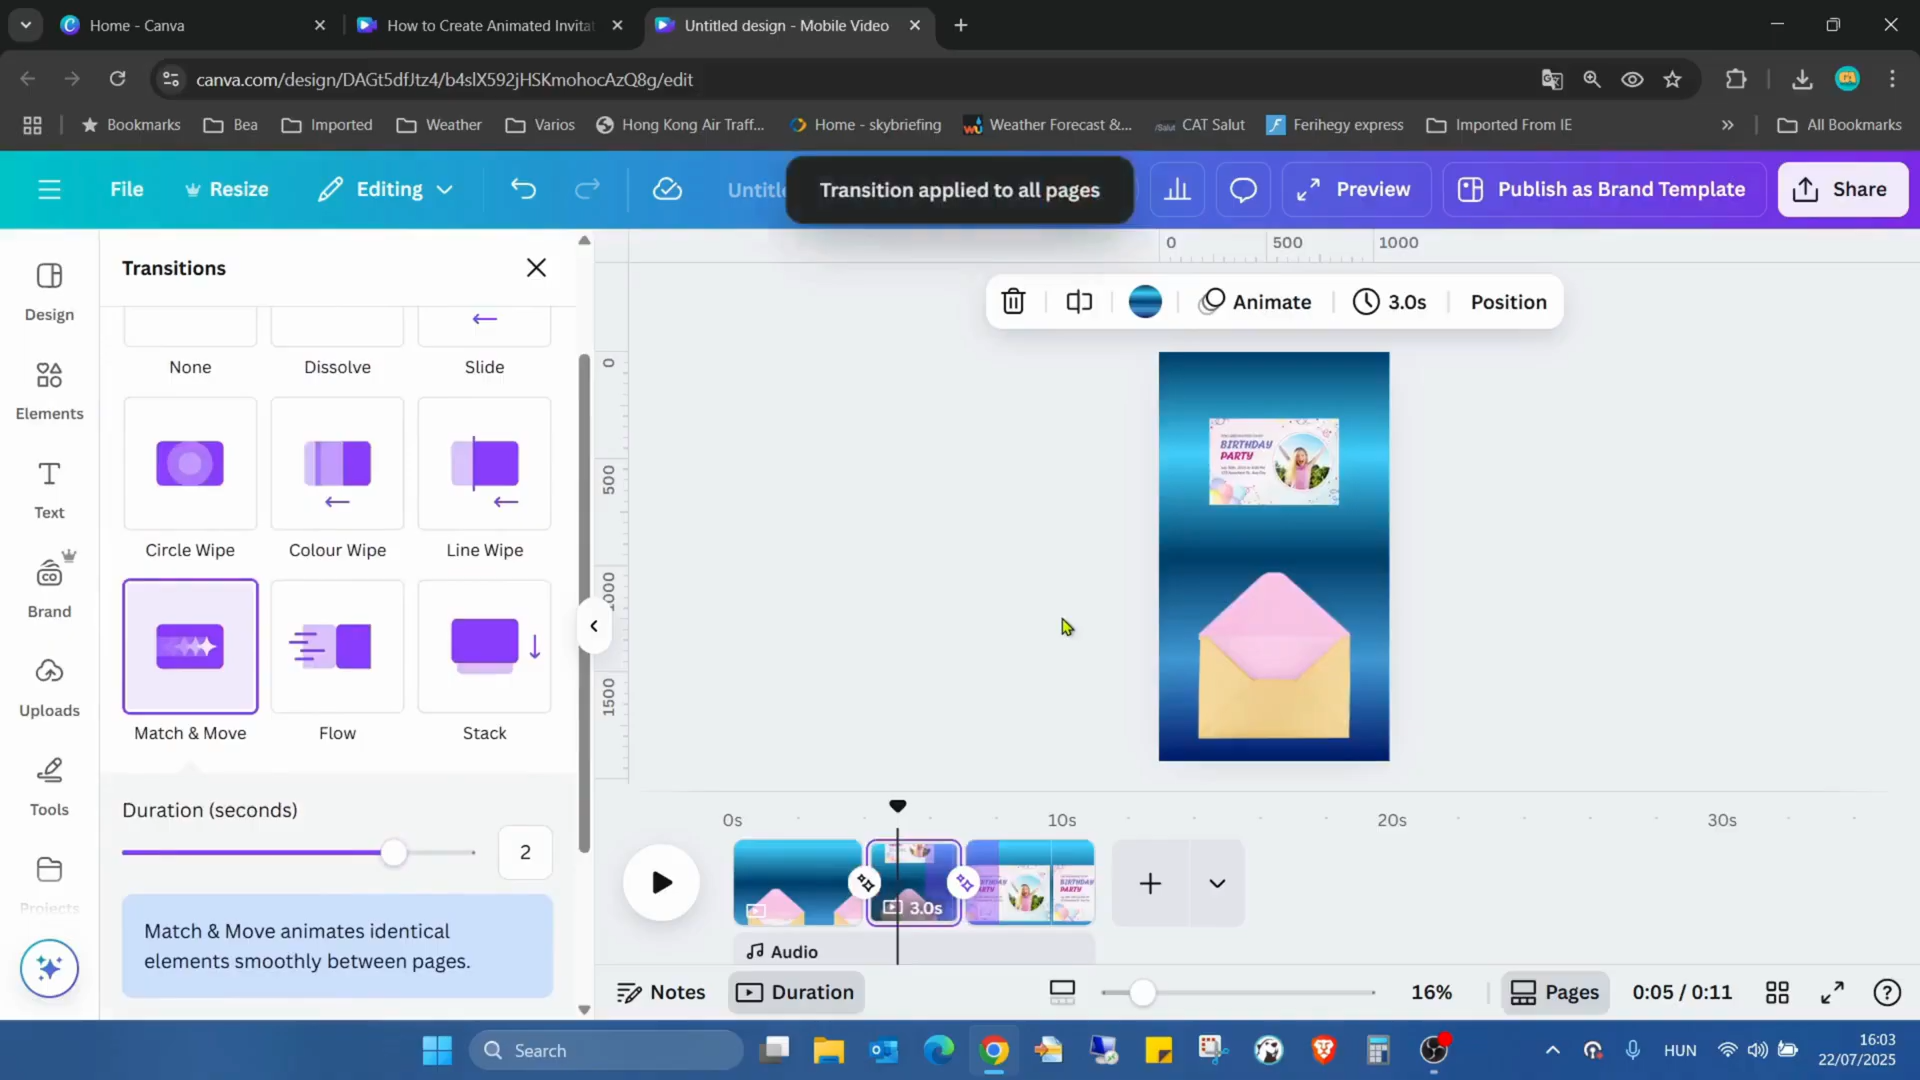 Home - Canva
How to Create Animated Invitat
Untitled design - Mobile Video
canva.com/design/DAGt5dfJtz4/b4slX592jHSKmohocAzQ8g/edit
Bookmarks
Bea
Imported
Weather
Varios
Hong Kong Air Traff...
Home - skybriefing
Weather Forecast &...
CAT Salut
Ferihegy express
Imported From IE
All Bookmarks
File
Resize
Editing
Untitle
Transition applied to all pages
Preview
Publish as Brand Template
Share
Design
Elements
Text
Brand
Uploads
Tools
Projects
Transitions
None
Dissolve
Slide
Circle Wipe
Colour Wipe
Line Wipe
Match & Move
Flow
Stack
Duration (seconds)
2
Match & Move animates identical
elements smoothly between pages.
0
500
1000
0
500
1000
1500
Animate
3.0s
Position
BIRTHDAY
PARTY
0s
10s
20s
30s
3.0s
BIRTHDAY
PARTY
Audio
Notes
Duration
16%
Pages
0:05 / 0:11
Search
HUN
16:03
22/07/2025